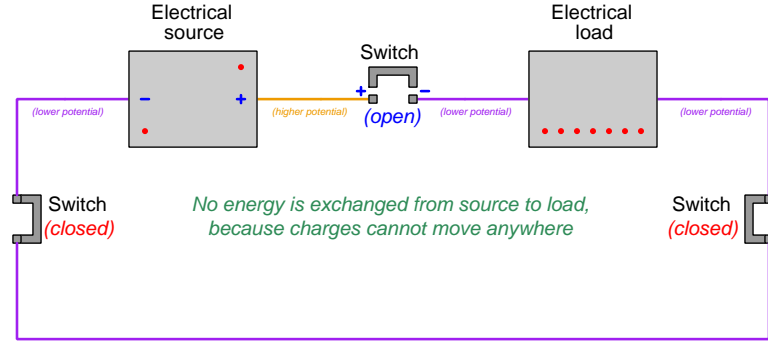 Electrical
source
Electrical
load
Switch
+
−
−
+
(lower potential)
(higher potential)
(open)
(lower potential)
(lower potential)
Switch
(closed)
No energy is exchanged from source to load,
because charges cannot move anywhere
Switch
(closed)